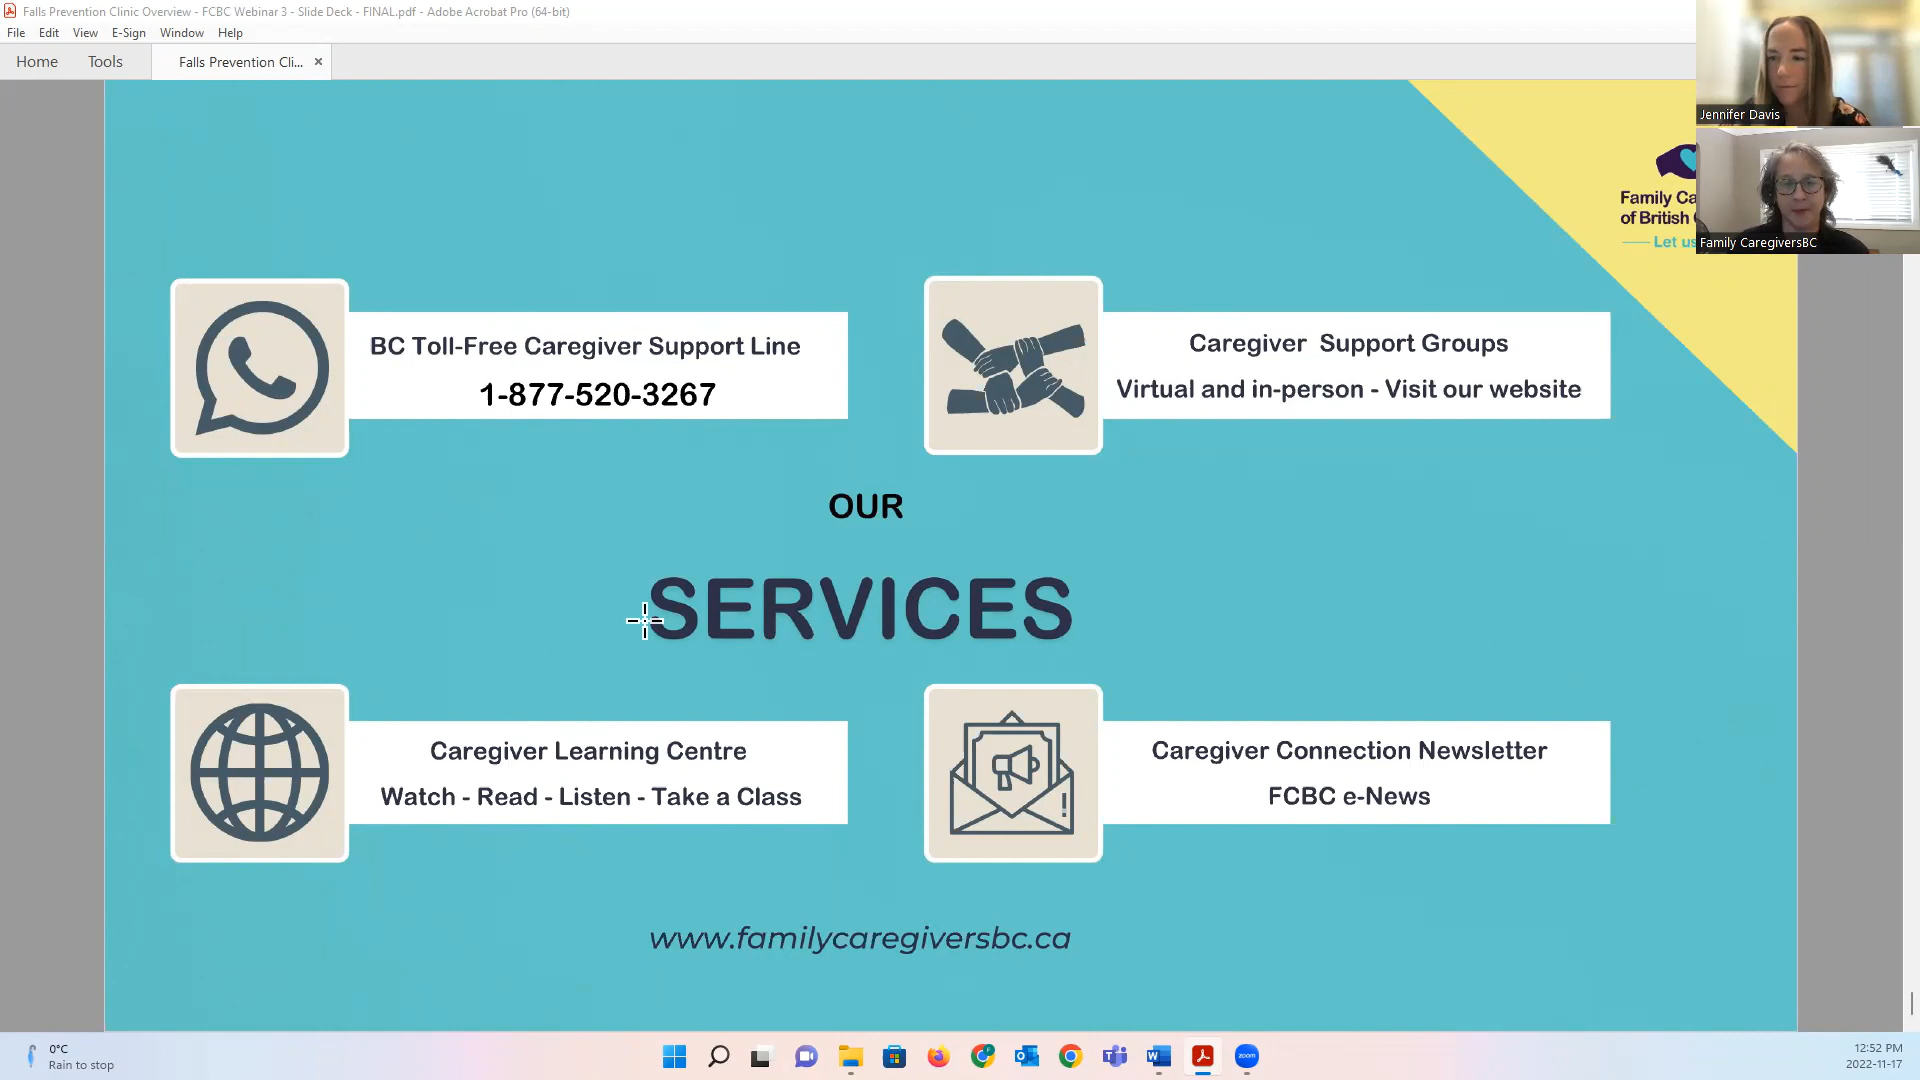 Falls Prevention Clinic Overview - FCBC Webinar 3 - Slide Deck - FINAL.pdf - Adobe Acrobat Pro (64-bit)
File Edit View E-Sign Window Help
Home Tools Falls Prevention Cli... ×
Jennifer Davis
Family
of British
Let us
Family CaregiversBC
BC Toll-Free Caregiver Support Line
1-877-520-3267
Caregiver Support Groups
Virtual and in-person - Visit our website
OUR
SERVICES
Caregiver Learning Centre
Watch - Read - Listen - Take a Class
Caregiver Connection Newsletter
FCBC e-News
www.familycaregiversbc.ca
0°C
Rain to stop
zoom
12:52 PM
2022-11-17